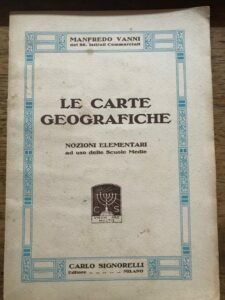 MANFREDO VANNI
dei RR. Istituti Commerciali
LE CARTE
GEOGRAFICHE
NOZIONI ELEMENTARI
ad uso delle Scuole Medie
C S
CARLO SIGNORELLI
Editore - - - - - MILANO